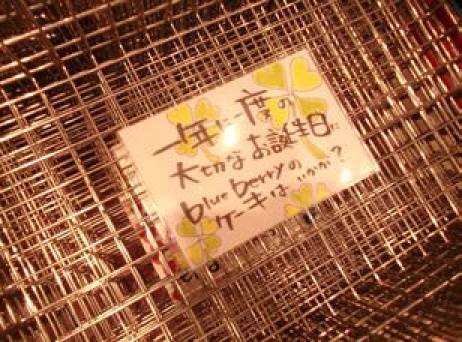 一年に一度の
大切なお誕生日に
blue berryの
ケーキはいかが?